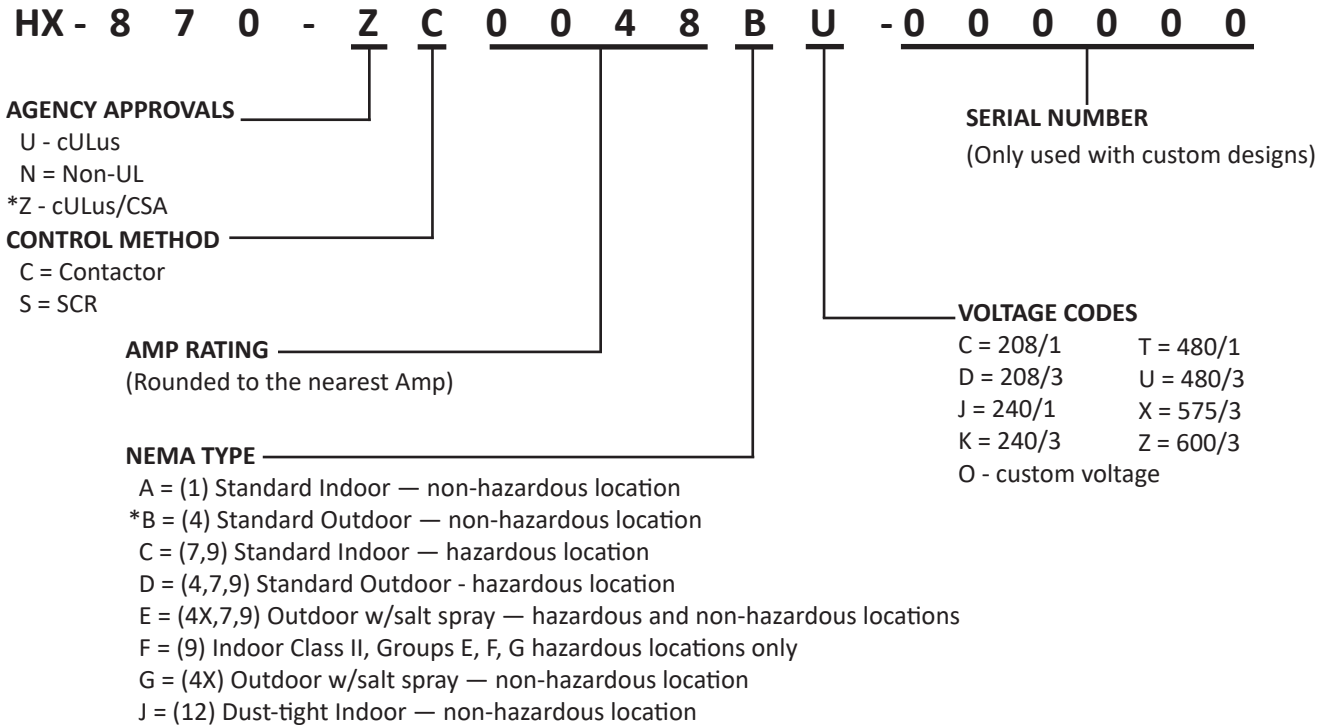 HX - 8 7 0 - Z C 0 0 4 8 B U - 0 0 0 0 0 0
AGENCY APPROVALS
U - cULus
N = Non-UL
*Z - cULus/CSA
CONTROL METHOD
C = Contactor
S = SCR
AMP RATING
(Rounded to the nearest Amp)
NEMA TYPE
A = (1) Standard Indoor — non-hazardous location
*B = (4) Standard Outdoor — non-hazardous location
C = (7,9) Standard Indoor — hazardous location
D = (4,7,9) Standard Outdoor - hazardous location
E = (4X,7,9) Outdoor w/salt spray — hazardous and non-hazardous locations
F = (9) Indoor Class II, Groups E, F, G hazardous locations only
G = (4X) Outdoor w/salt spray — non-hazardous location
J = (12) Dust-tight Indoor — non-hazardous location
SERIAL NUMBER
(Only used with custom designs)
VOLTAGE CODES
C = 208/1 T = 480/1
D = 208/3 U = 480/3
J = 240/1 X = 575/3
K = 240/3 Z = 600/3
O - custom voltage